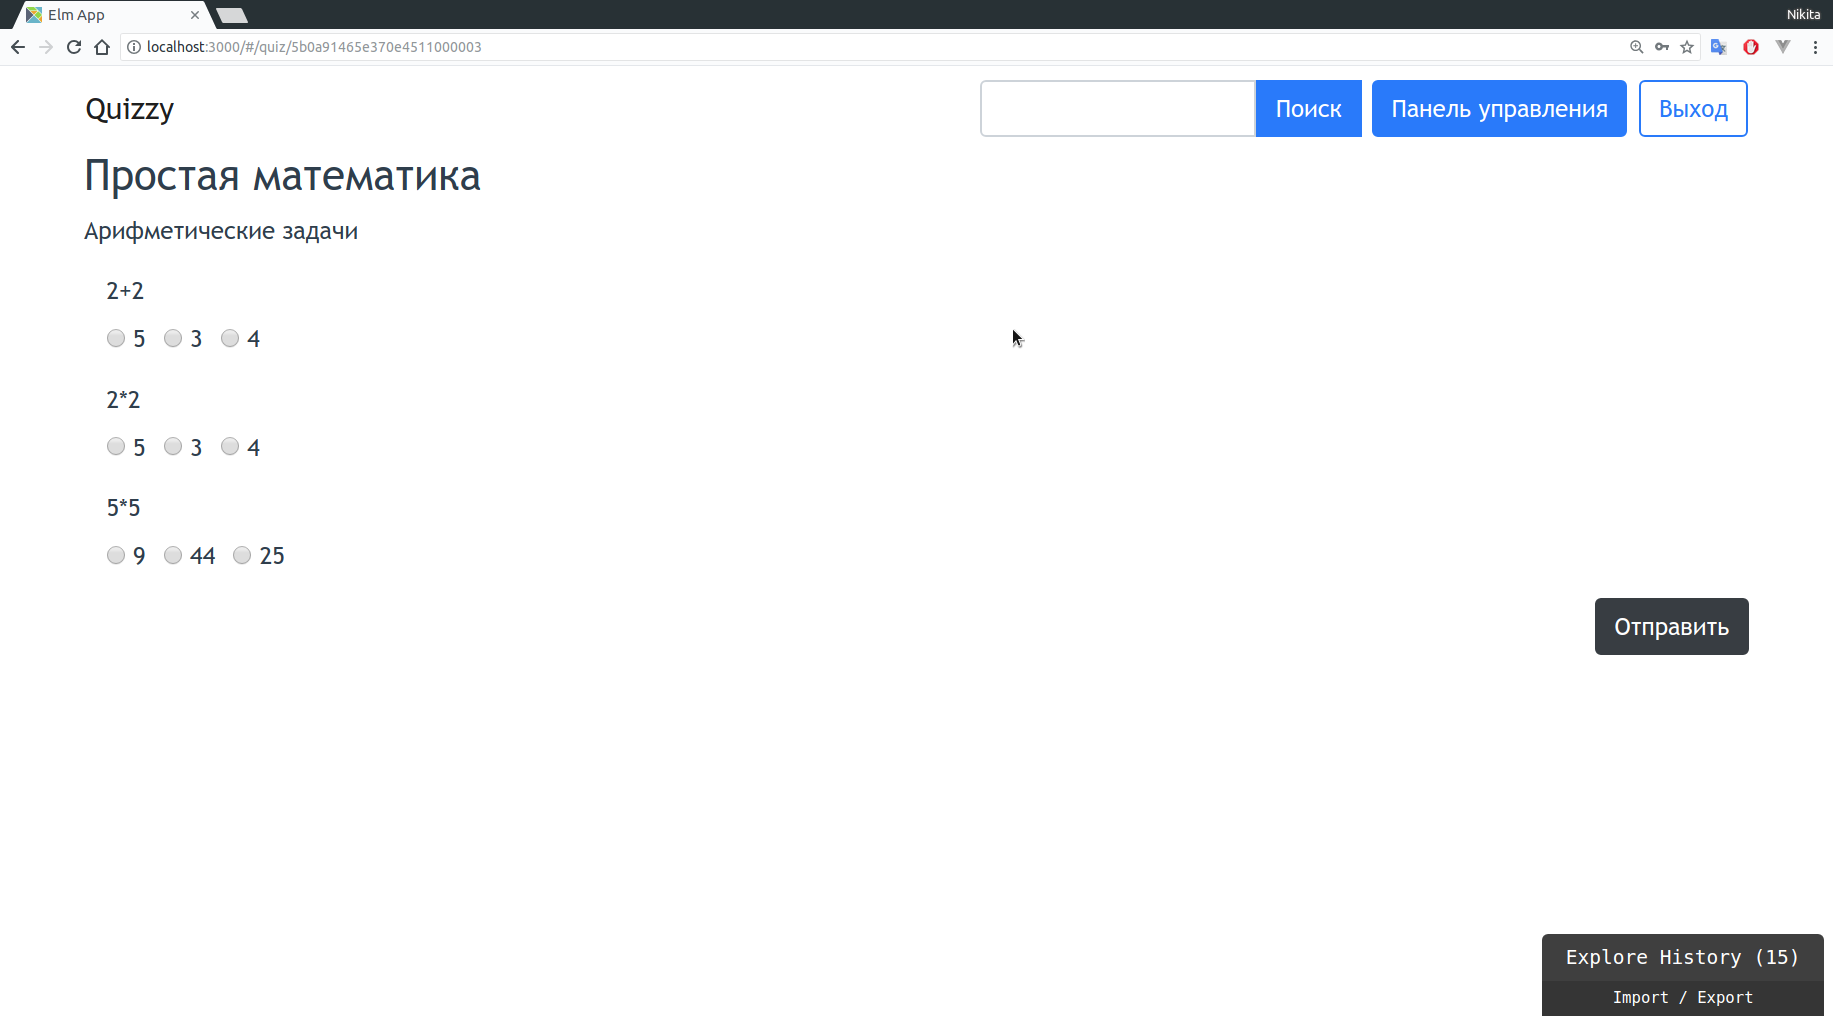 Elm App
Nikita
localhost:3000/#/quiz/5b0a91465e370e4511000003
Quizzy
Поиск
Панель управления
Выход
Простая математика
Арифметические задачи
2+2
5 3 4
2*2
5 3 4
5*5
9 44 25
Отправить
Explore History (15)
Import / Export